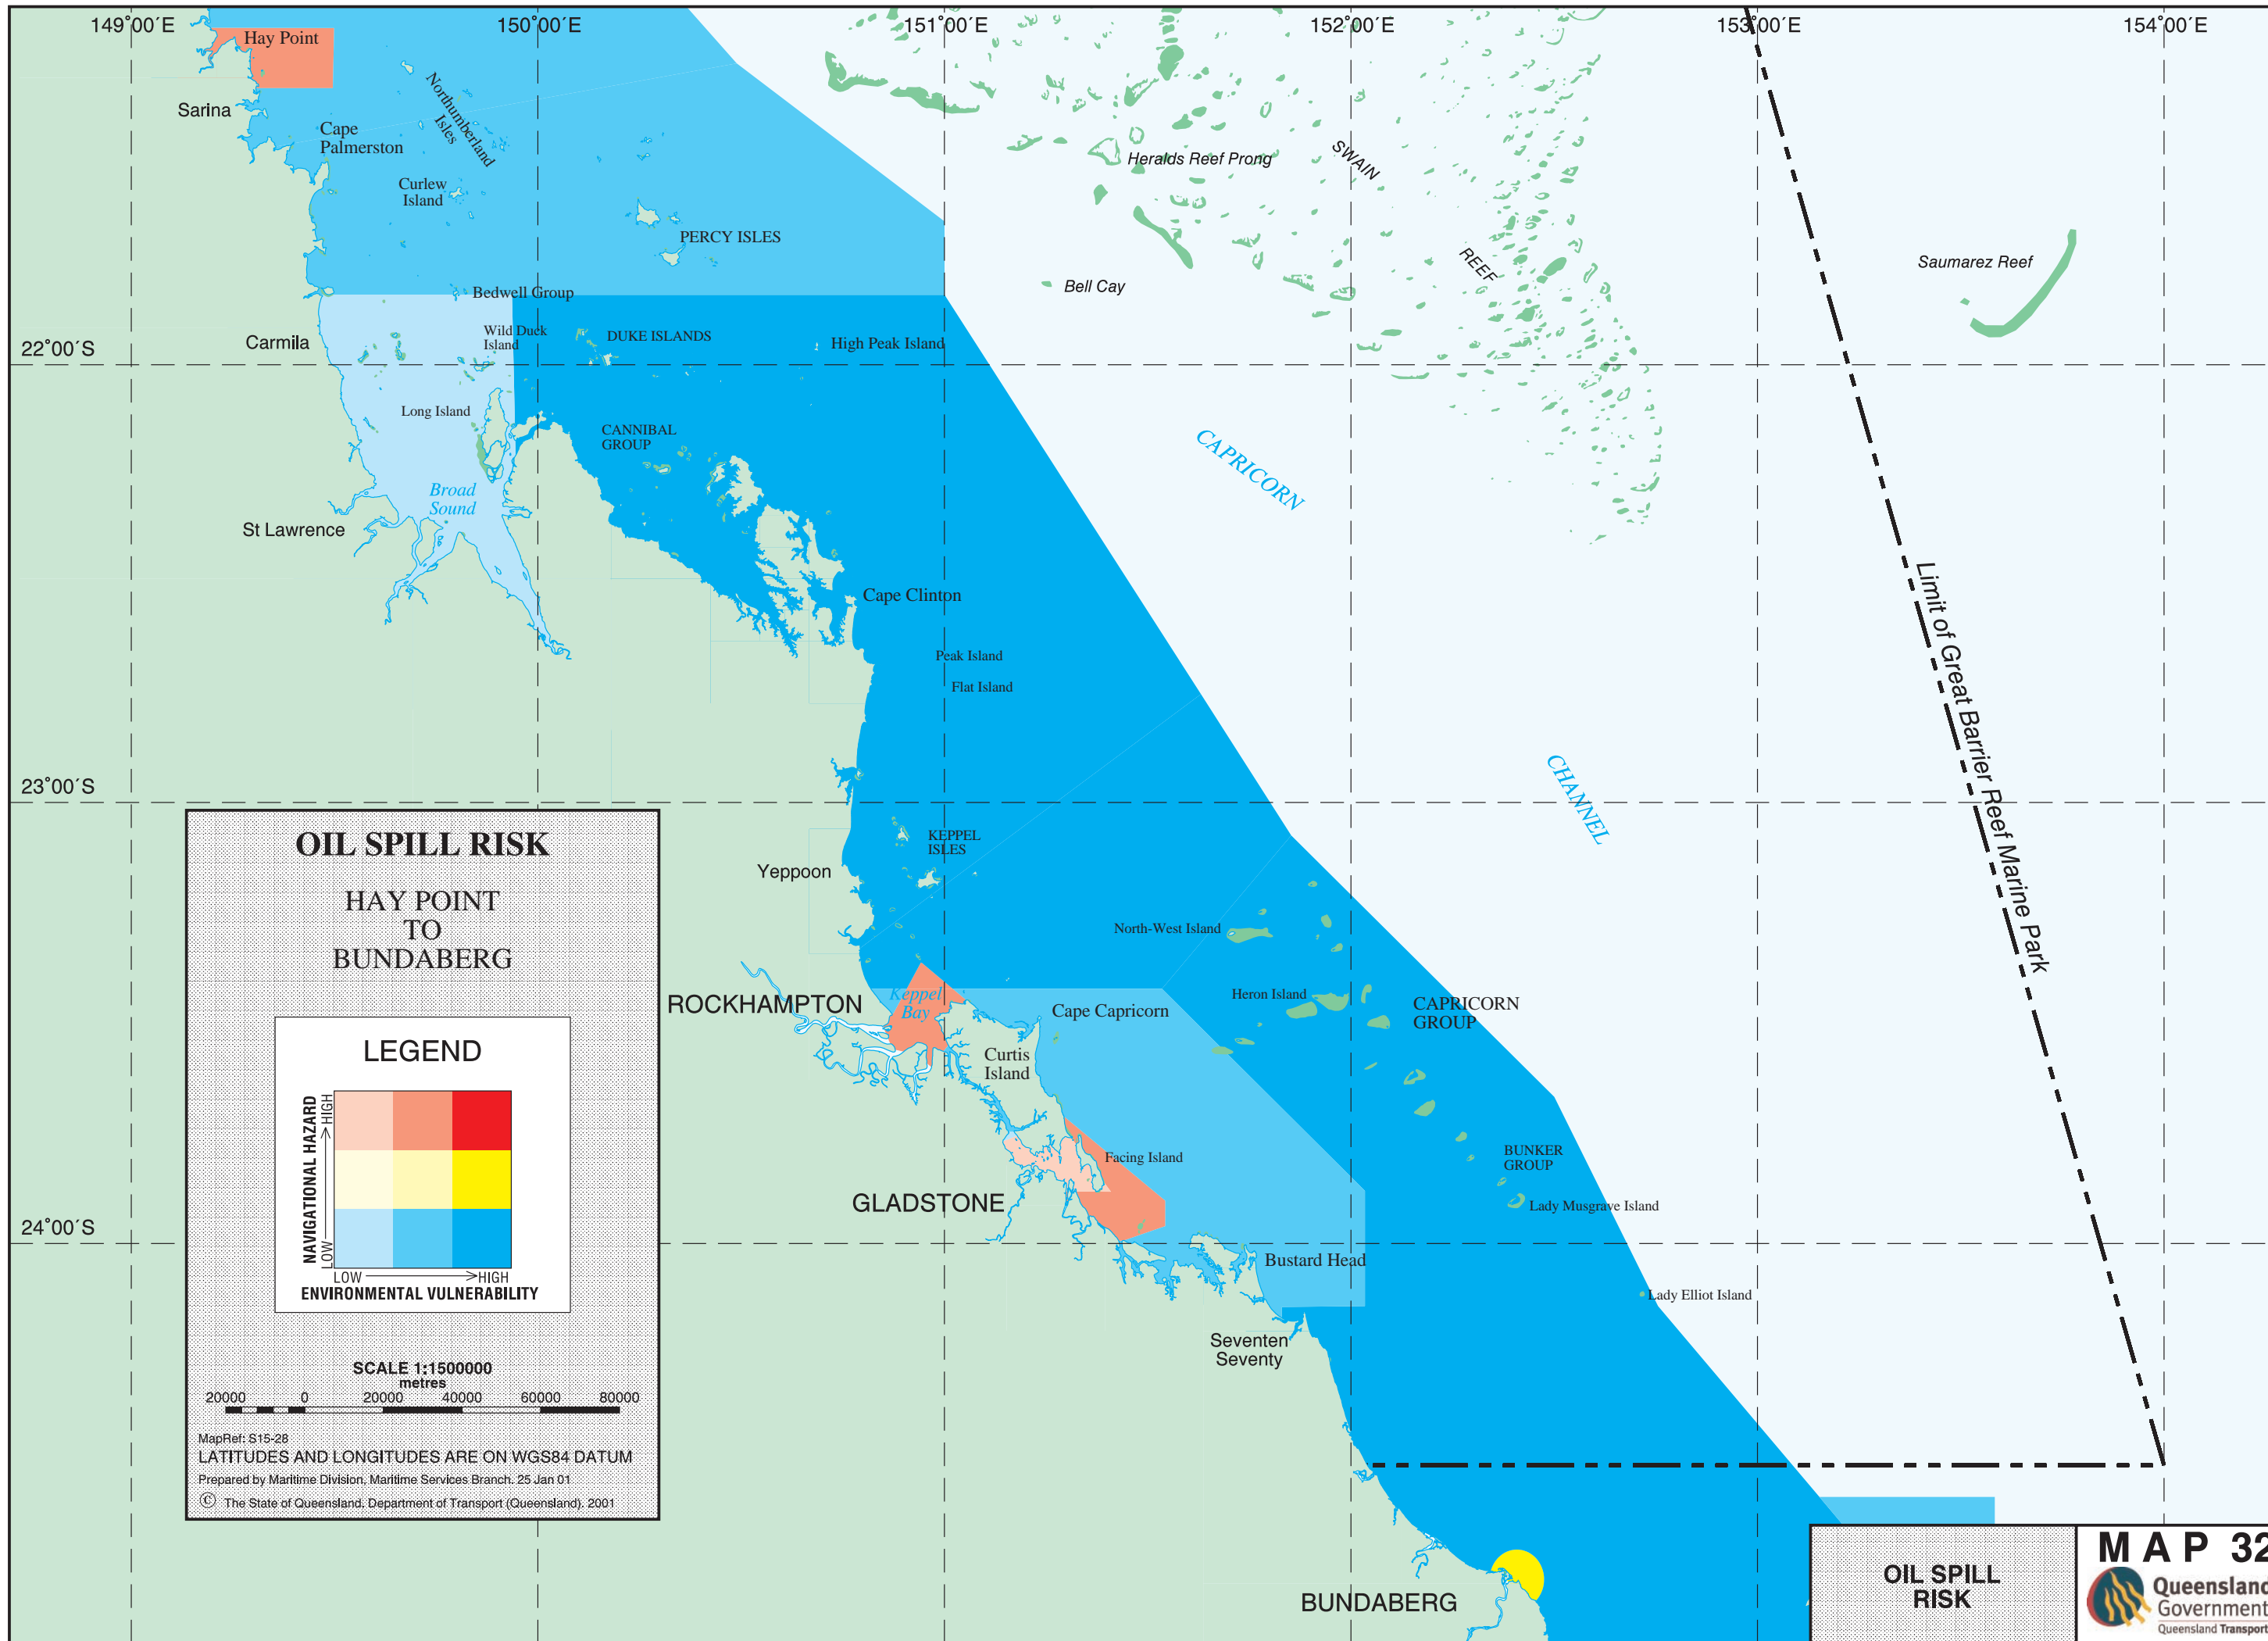 149°00´E
150°00´E
151°00´E
152°00´E
153°00´E
154°00´E
Hay Point
Sarina
Northumberland
Isles
Cape
Palmerston
Curlew
Island
PERCY ISLES
Heralds Reef Prong
SWAIN
REEF
Bell Cay
Saumarez Reef
Bedwell Group
Carmila
Wild Duck
Island
DUKE ISLANDS
High Peak Island
22°00´S
Long Island
CANNIBAL
GROUP
CAPRICORN
Broad
Sound
St Lawrence
Cape Clinton
Limit of Great Barrier Reef Marine Park
Peak Island
Flat Island
CHANNEL
23°00´S
KEPPEL
ISLES
Yeppoon
North-West Island
Keppel
Bay
ROCKHAMPTON
Heron Island
CAPRICORN
GROUP
Cape Capricorn
Curtis
Island
Facing Island
BUNKER
GROUP
GLADSTONE
Lady Musgrave Island
24°00´S
Bustard Head
Lady Elliot Island
Seventen
Seventy
BUNDABERG
OIL SPILL RISK
HAY POINT
TO
BUNDABERG
LEGEND
NAVIGATIONAL HAZARD
LOW
HIGH
LOW
HIGH
ENVIRONMENTAL VULNERABILITY
SCALE 1:1500000
metres
20000 0 20000 40000 60000 80000
MapRef: S15-28
LATITUDES AND LONGITUDES ARE ON WGS84 DATUM
Prepared by Maritime Division, Maritime Services Branch. 25 Jan 01
© The State of Queensland, Department of Transport (Queensland). 2001
OIL SPILL
RISK
MAP 32
Queensland
Government
Queensland Transport